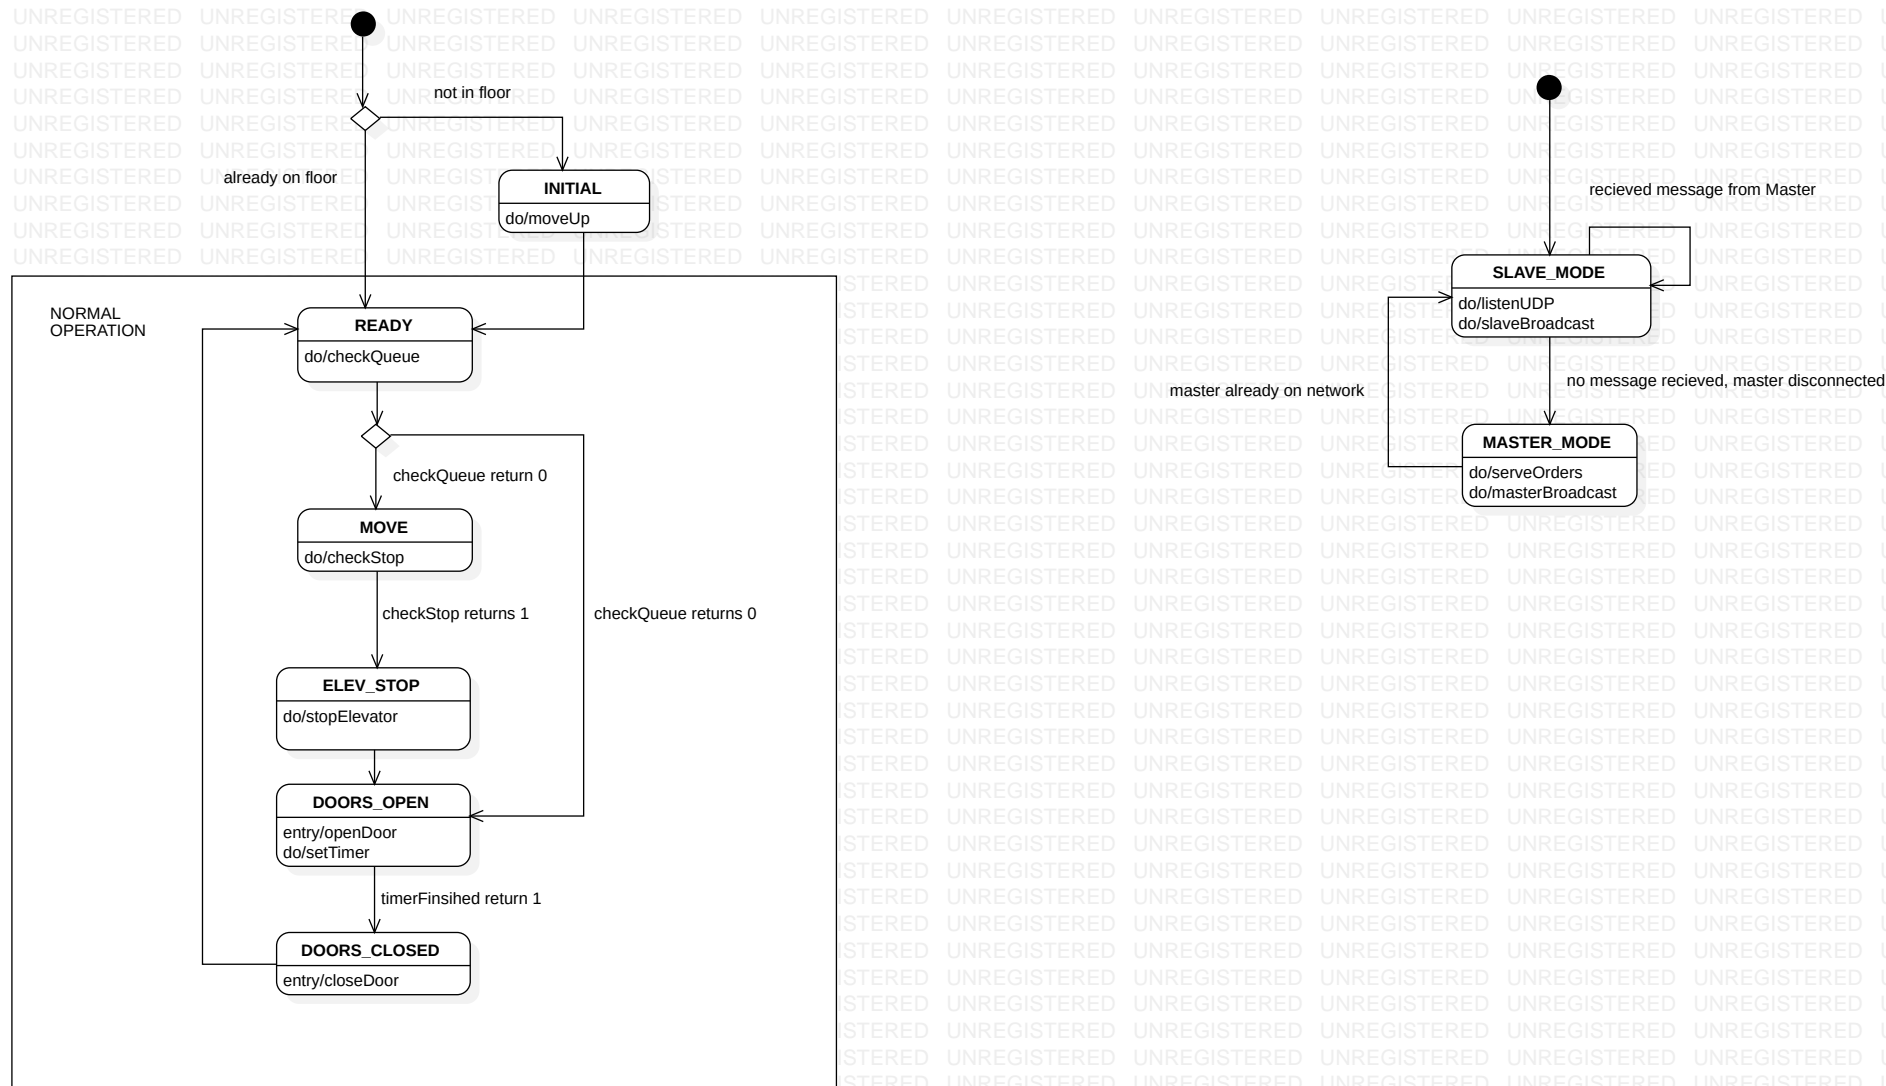 not in floor
already on floor
INITIAL
do/moveUp
NORMAL
OPERATION
READY
do/checkQueue
checkQueue return 0
MOVE
do/checkStop
checkStop returns 1
checkQueue returns 0
ELEV_STOP
do/stopElevator
DOORS_OPEN
entry/openDoor
do/setTimer
timerFinsihed return 1
DOORS_CLOSED
entry/closeDoor
recieved message from Master
SLAVE_MODE
do/listenUDP
do/slaveBroadcast
master already on network
no message recieved, master disconnected
MASTER_MODE
do/serveOrders
do/masterBroadcast
UNREGISTERED